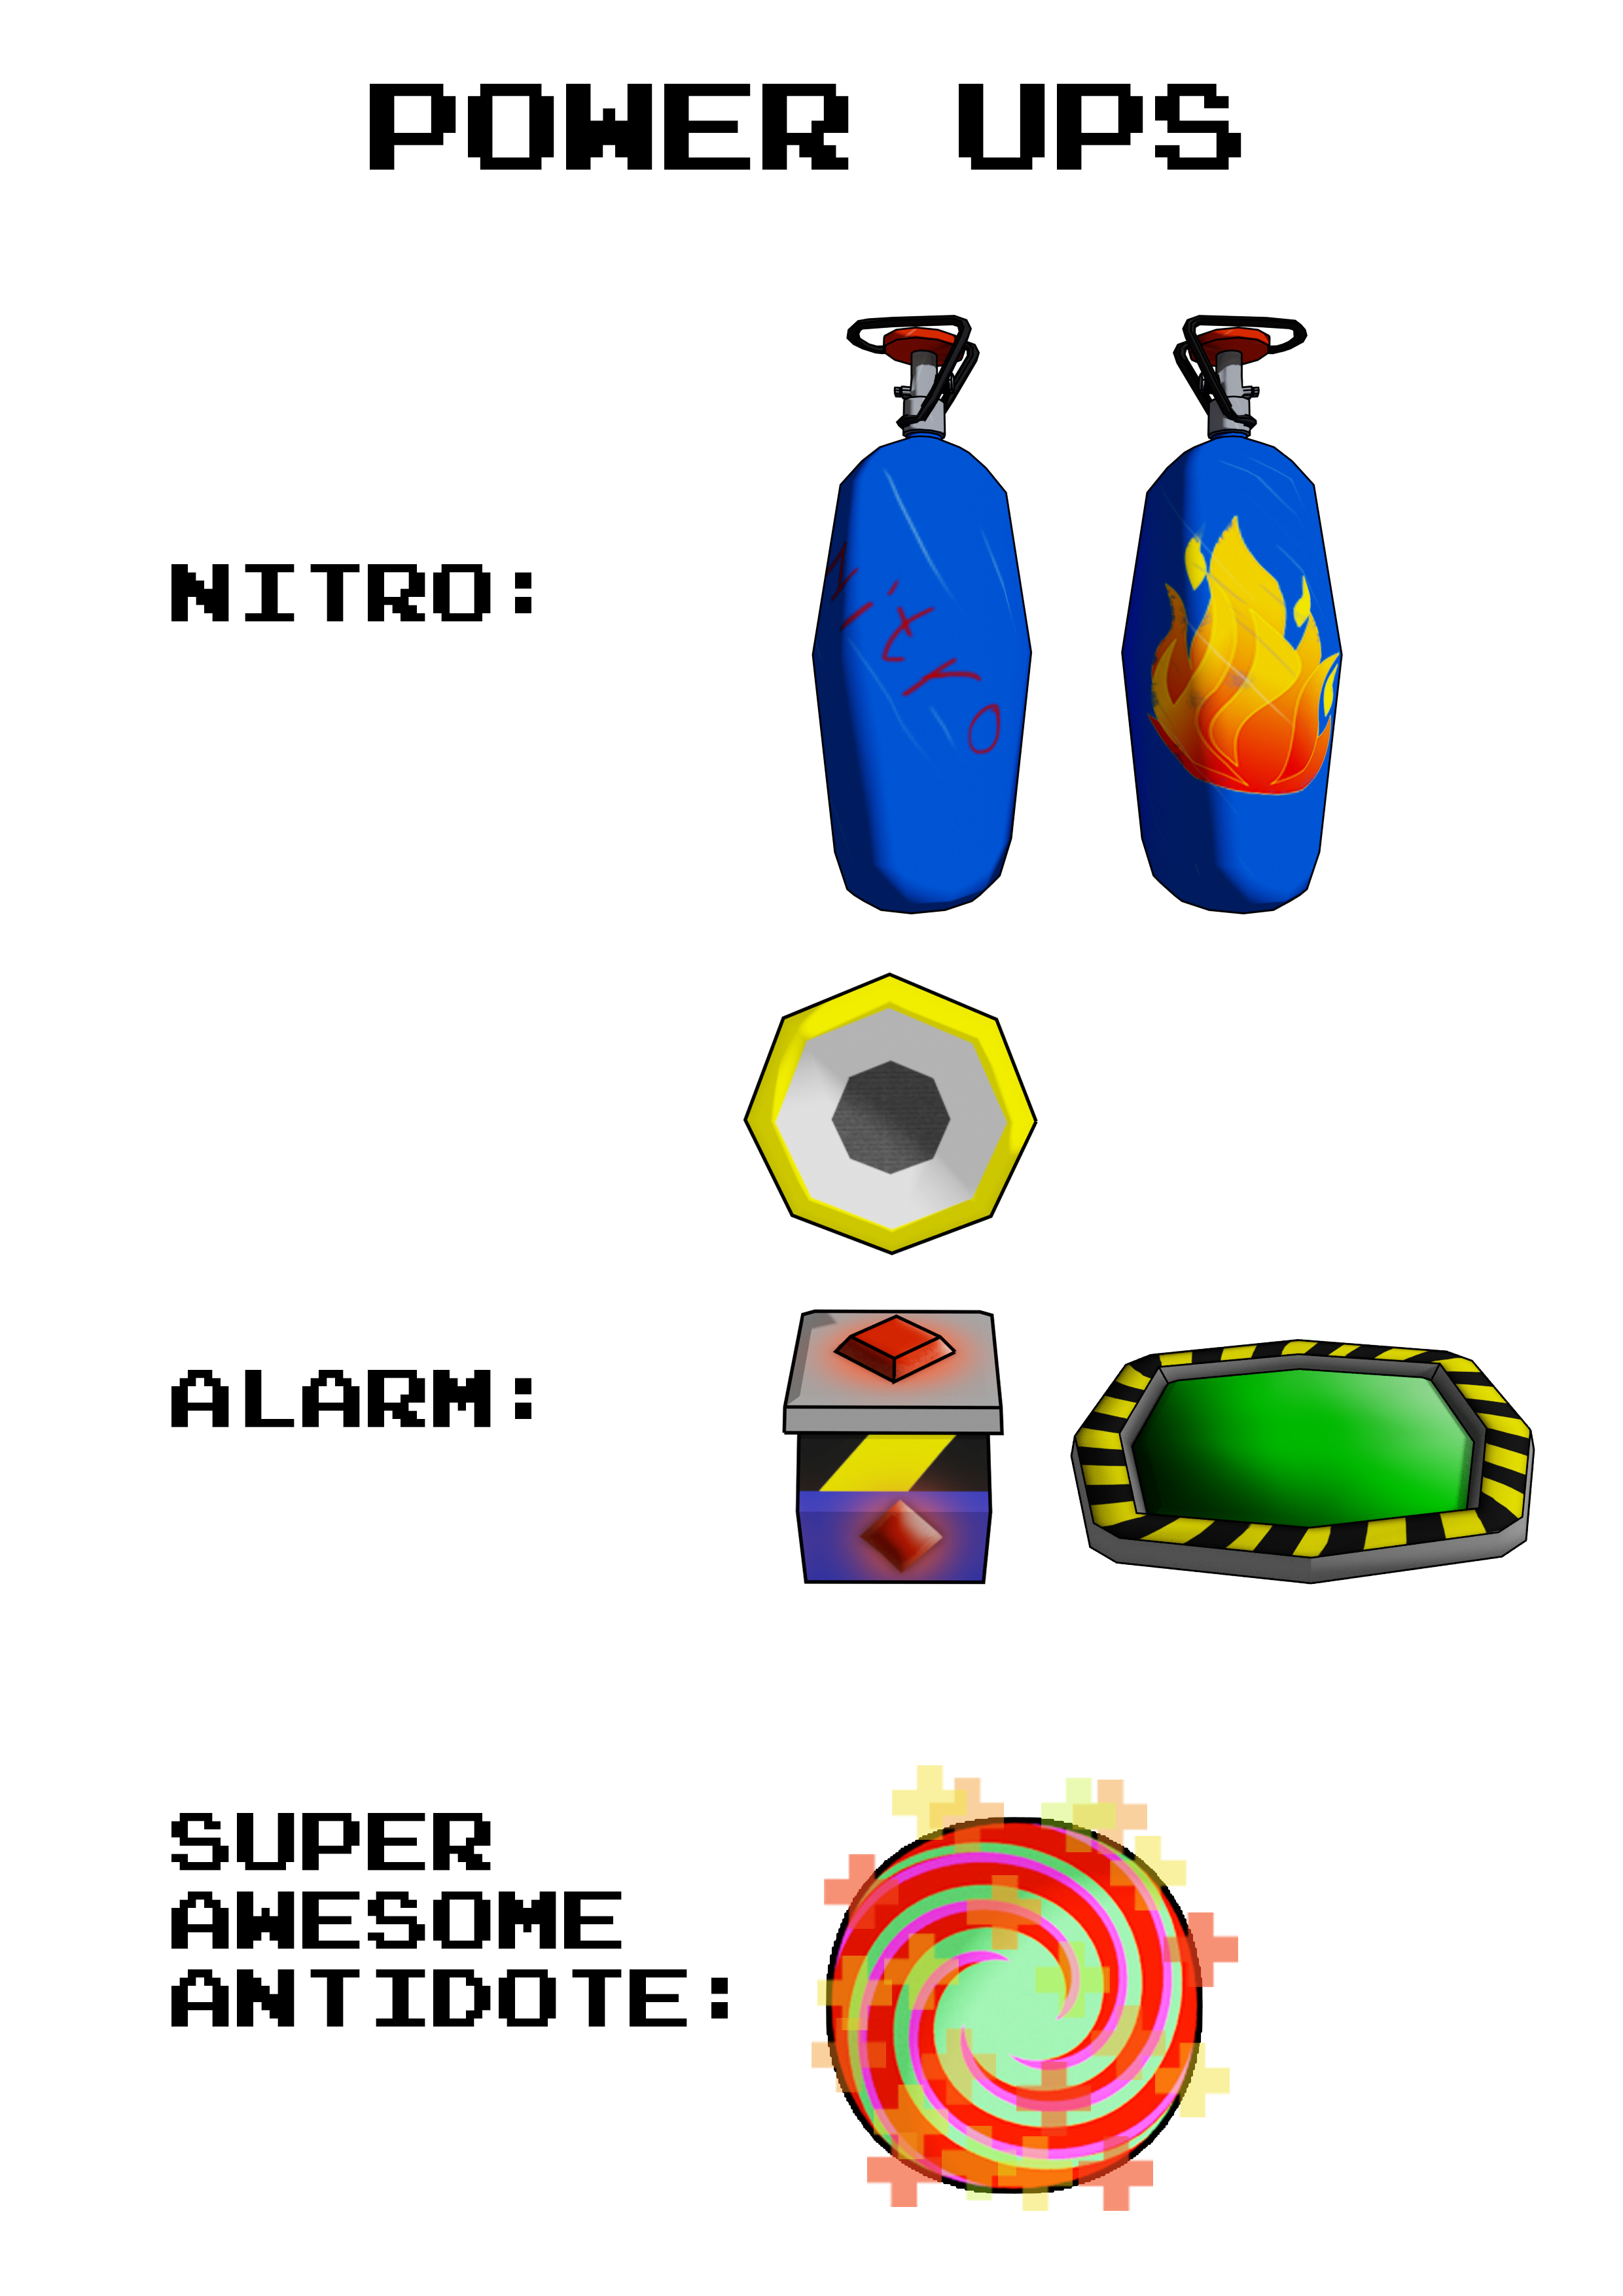 POWER UPS
NITRO:
Nitro
ALARM:
SUPER
AWESOME
ANTIDOTE: